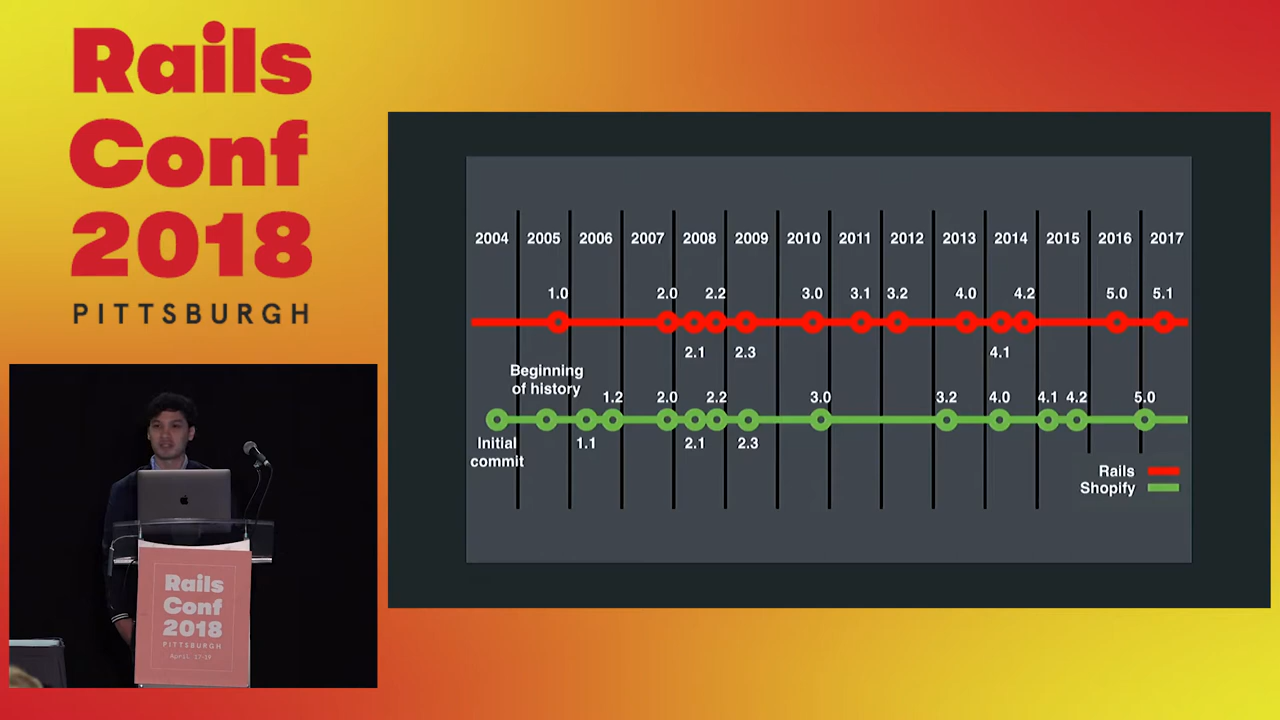 Rails
Conf
2018
PITTSBURGH
2004 2005 2006 2007 2008 2009 2010 2011 2012 2013 2014 2015 2016 2017
1.0 2.0 2.2 3.0 3.1 3.2 4.0 4.2 5.0 5.1
2.1 2.3 4.1
Beginning
of history
1.2 2.0 2.2 3.0 3.2 4.0 4.1 4.2 5.0
Initial
commit
1.1 2.1 2.3
Rails
Shopify
Rails
Conf
2018
PITTSBURGH
April 17-19